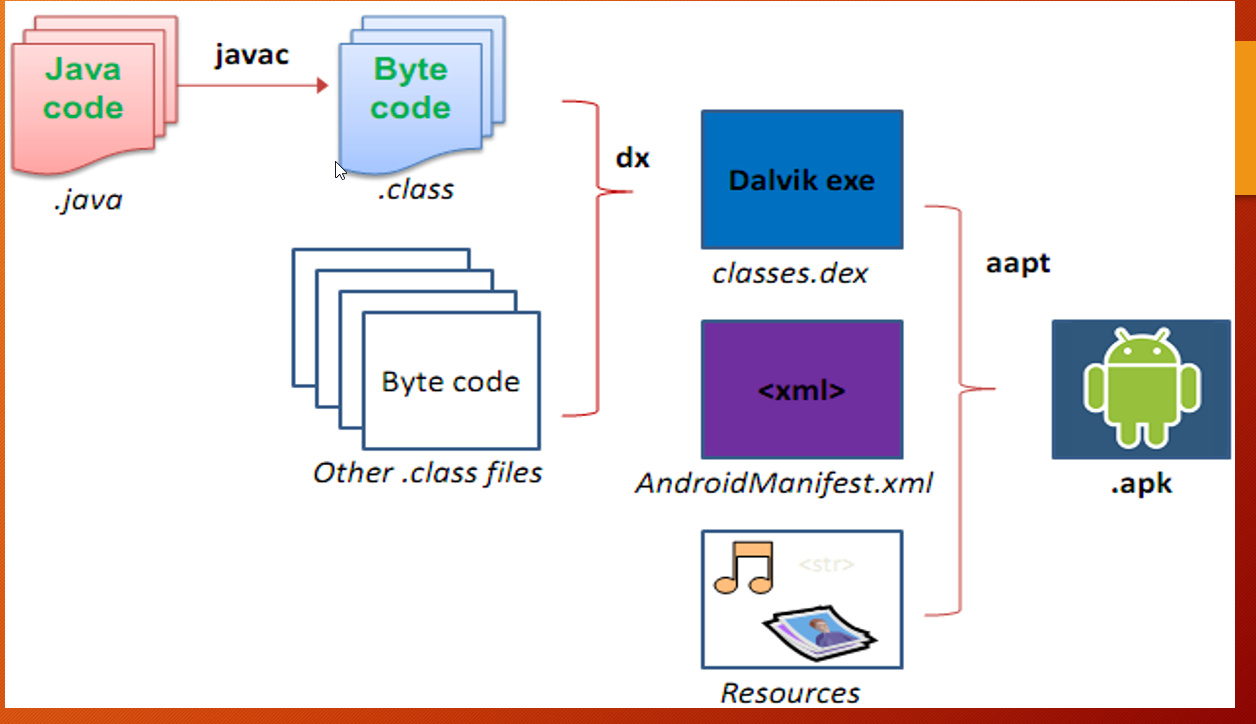 Java
code
.java
javac
Byte
code
.class
Byte code
Other .class files
dx
Dalvik exe
classes.dex
<xml>
AndroidManifest.xml
<str>
Resources
aapt
.apk